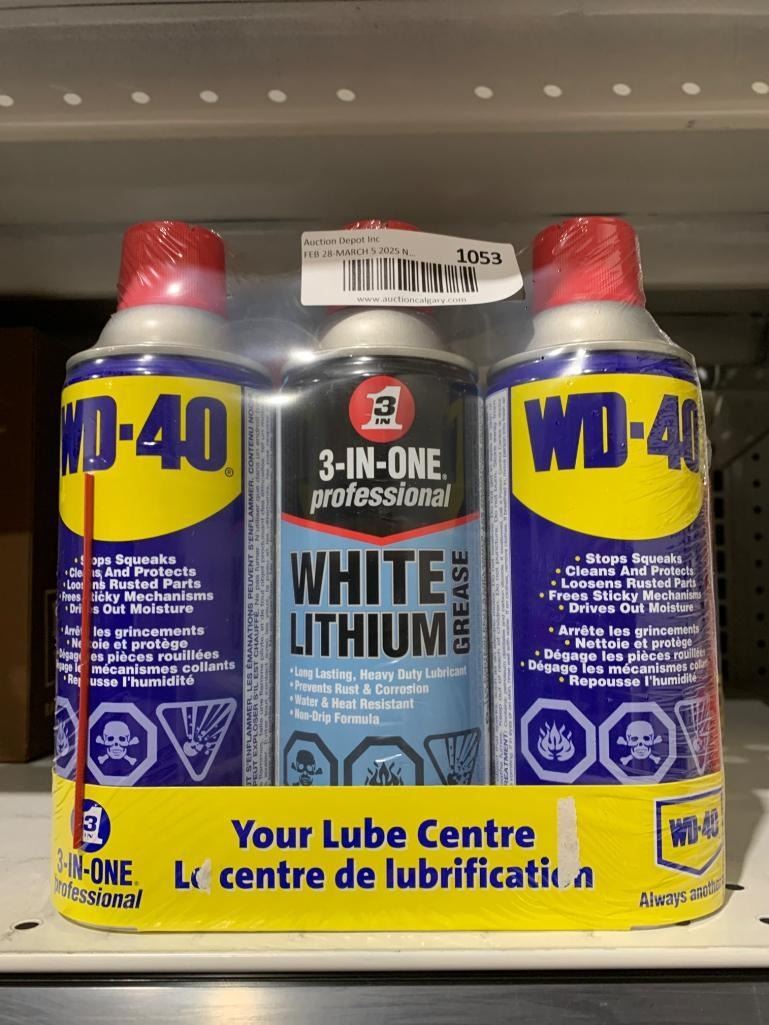 Auction Depot Inc
FEB 28-MARCH 5 2025 N...
1053
www.auctioncalgary.com
WD-40
®
• Stops Squeaks
• Cleans And Protects
• Loosens Rusted Parts
• Frees Sticky Mechanisms
• Drives Out Moisture
• Arrête les grincements
• Nettoie et protège
• Dégage les pièces rouillées
les mécanismes collants
• Repousse l'humidité
3
IN
1
3-IN-ONE®
professional
WHITE
LITHIUM
GREASE
• Long Lasting, Heavy Duty Lubricant
• Prevents Rust & Corrosion
• Water & Heat Resistant
• Non-Drip Formula
WD-40
• Stops Squeaks
• Cleans And Protects
• Loosens Rusted Parts
• Frees Sticky Mechanisms
• Drives Out Moisture
• Arrête les grincements
• Nettoie et protège
• Dégage les pièces rouillées
• Dégage les mécanismes collants
• Repousse l'humidité
3
IN
3-IN-ONE
professional
Your Lube Centre
Le centre de lubrification
WD-40
Always another